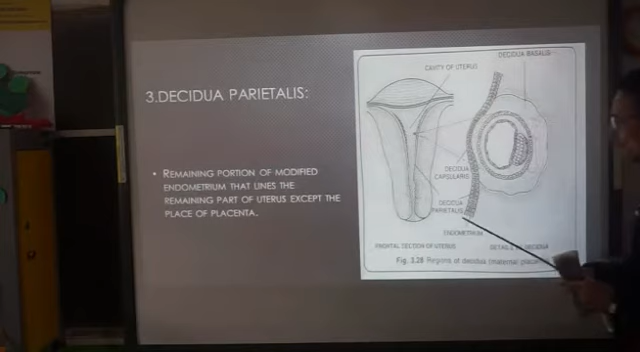 3.DECIDUA PARIETALIS:
• REMAINING PORTION OF MODIFIED
ENDOMETRIUM THAT LINES THE
REMAINING PART OF UTERUS EXCEPT THE
PLACE OF PLACENTA.
DECIDUA BASALIS
CAVITY OF UTERUS
DECIDUA
CAPSULARIS
DECIDUA
PARIETALIS
ENDOMETRIUM
FRONTAL SECTION OF UTERUS
Fig. 3.28 Regions of decidua (maternal